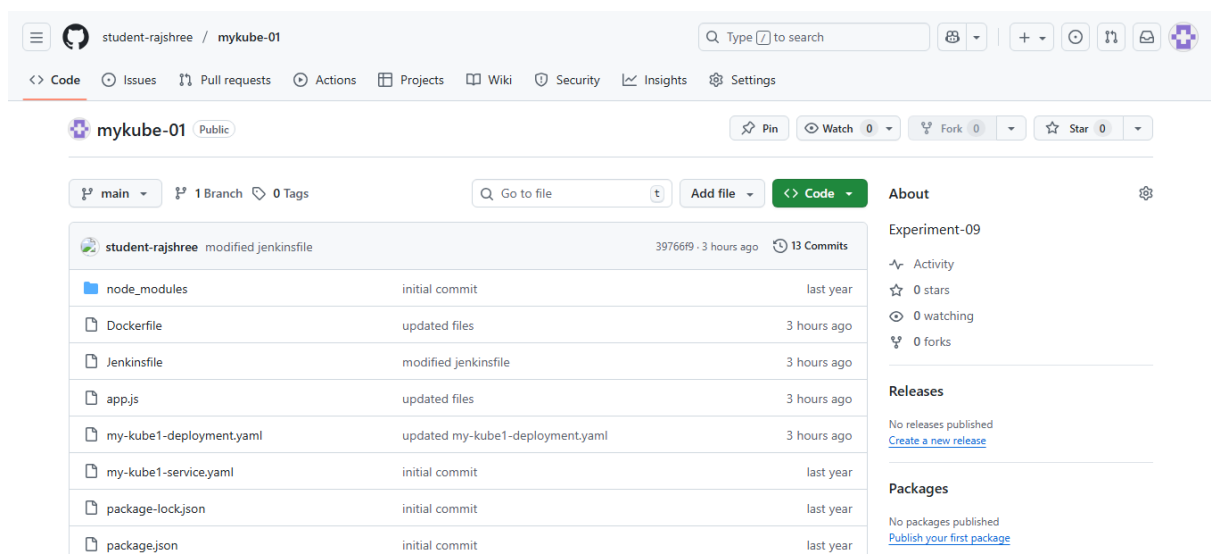 student-rajshree / mykube-01 Type / to search
<> Code Issues Pull requests Actions Projects Wiki Security Insights Settings
mykube-01 Public Pin Watch 0 Fork 0 Star 0
main 1 Branch 0 Tags Go to file t Add file <> Code About
Experiment-09
student-rajshree modified jenkinsfile 39766f9 · 3 hours ago 13 Commits
Activity
node_modules initial commit last year
0 stars
0 watching
Dockerfile updated files 3 hours ago
0 forks
Jenkinsfile modified jenkinsfile 3 hours ago
Releases
app.js updated files 3 hours ago
No releases published
my-kube1-deployment.yaml updated my-kube1-deployment.yaml 3 hours ago
Create a new release
my-kube1-service.yaml initial commit last year
Packages
package-lock.json initial commit last year
No packages published
Publish your first package
package.json initial commit last year